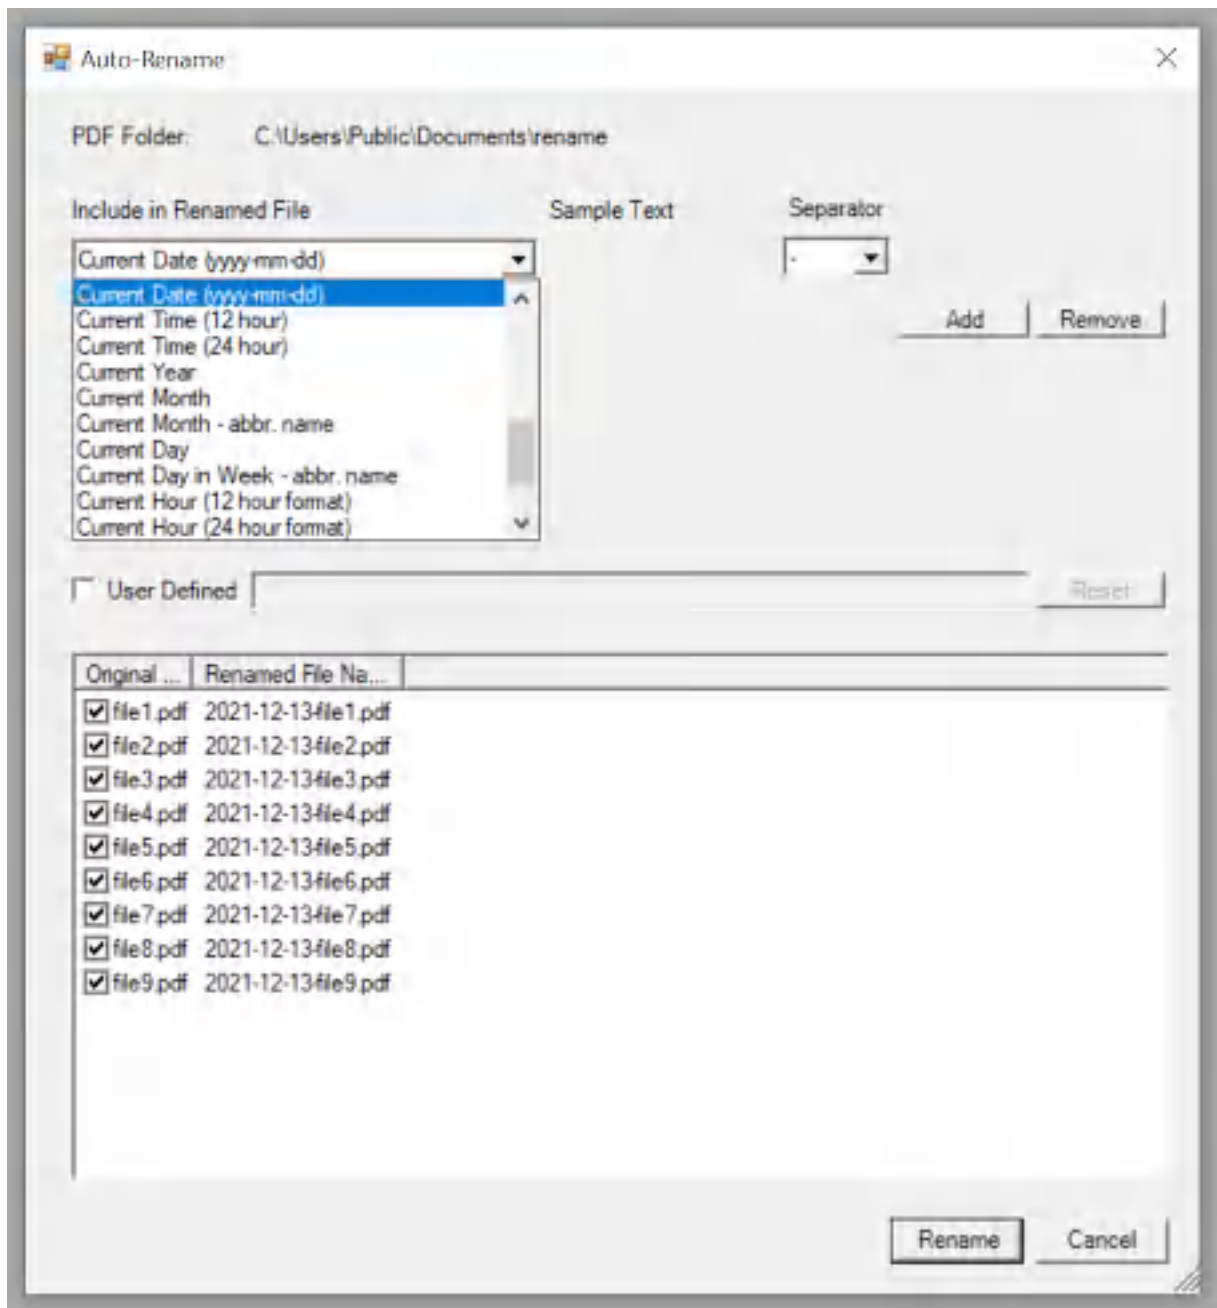 Auto-Rename
PDF Folder: C:\Users\Public\Documents\rename
Include in Renamed File Sample Text Separator
Current Date (yyyy-mm-dd) -
Current Date (yyyy-mm-dd)
Current Time (12 hour)
Add Remove
Current Time (24 hour)
Current Year
Current Month
Current Month - abbr. name
Current Day
Current Day in Week - abbr. name
Current Hour (12 hour format)
Current Hour (24 hour format)
User Defined Reset
Original ... Renamed File Na...
file1.pdf 2021-12-13-file1.pdf
file2.pdf 2021-12-13-file2.pdf
file3.pdf 2021-12-13-file3.pdf
file4.pdf 2021-12-13-file4.pdf
file5.pdf 2021-12-13-file5.pdf
file6.pdf 2021-12-13-file6.pdf
file7.pdf 2021-12-13-file7.pdf
file8.pdf 2021-12-13-file8.pdf
file9.pdf 2021-12-13-file9.pdf
Rename Cancel